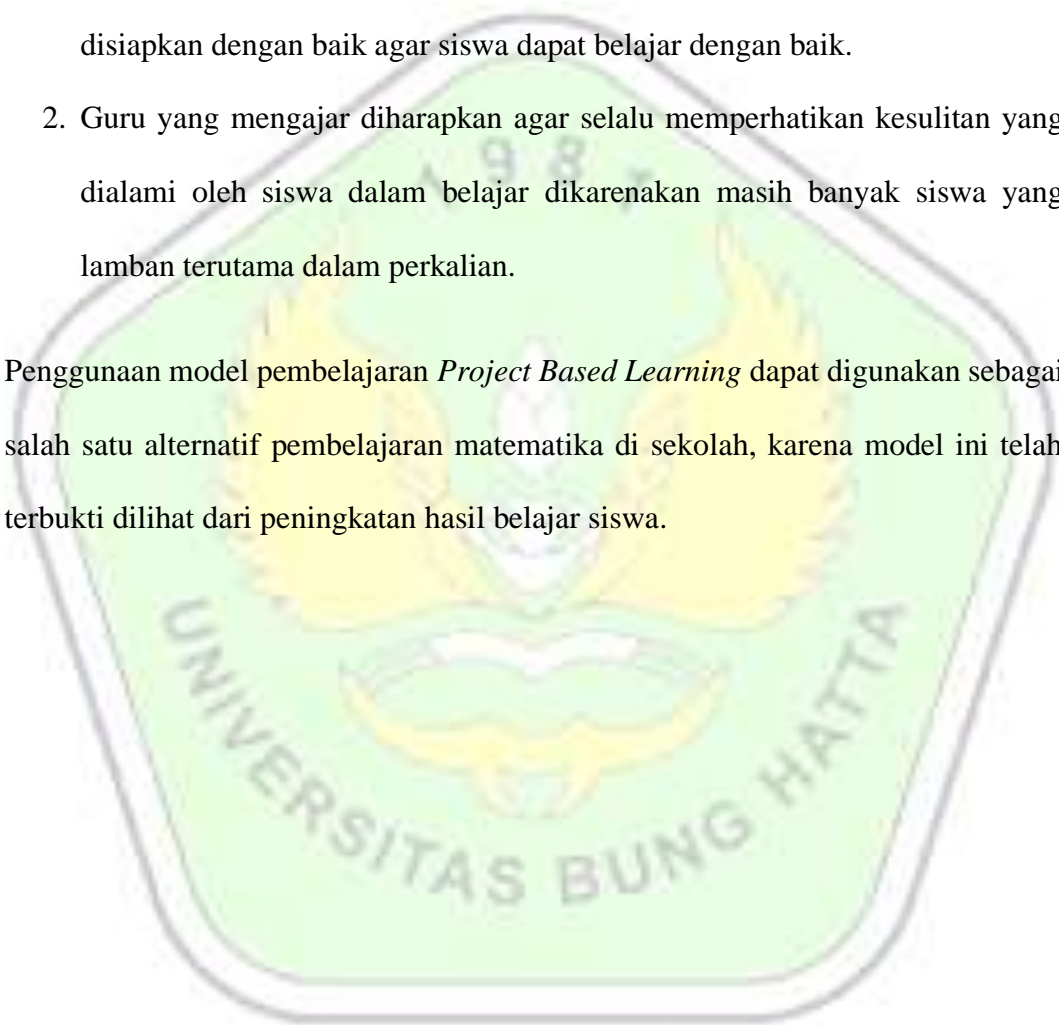 disiapkan dengan baik agar siswa dapat belajar dengan baik.
2. Guru yang mengajar diharapkan agar selalu memperhatikan kesulitan yang
dialami oleh siswa dalam belajar dikarenakan masih banyak siswa yang
lamban terutama dalam perkalian.
Penggunaan model pembelajaran Project Based Learning dapat digunakan sebagai
salah satu alternatif pembelajaran matematika di sekolah, karena model ini telah
terbukti dilihat dari peningkatan hasil belajar siswa.
1981
UNIVERSITAS BUNG HATTA